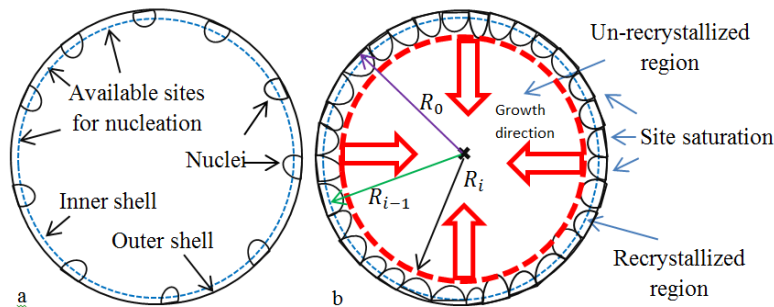 Available sites
for nucleation
Nuclei
Inner shell
Outer shell
a
Un-recrystallized
region
R₀
Growth
direction
Site saturation
Rᵢ
Rᵢ₋₁
Recrystallized
region
b